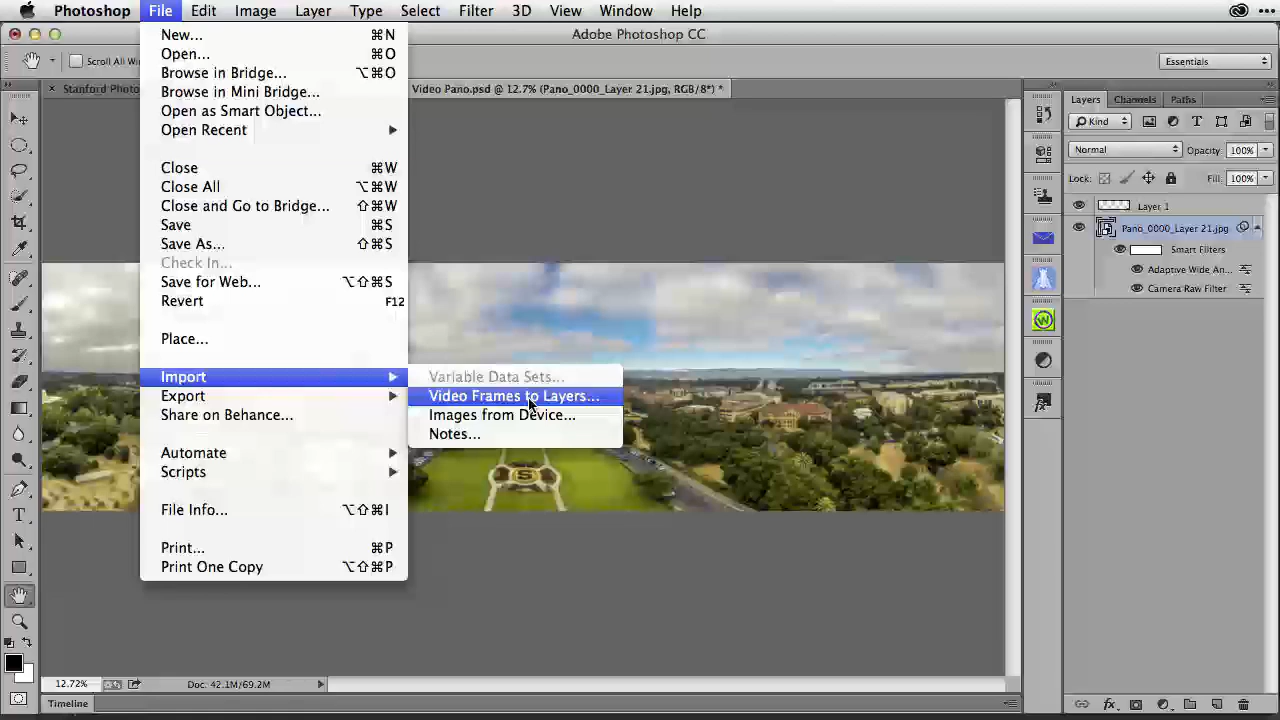 Photoshop File Edit Image Layer Type Select Filter 3D View Window Help
Adobe Photoshop CC
Scroll All Wi
Essentials
Stanford Photo
Video Pano.psd @ 12.7% (Pano_0000_Layer 21.jpg, RGB/8*) *
New... ⌘N
Open... ⌘O
Browse in Bridge... ⌥⌘O
Browse in Mini Bridge...
Open as Smart Object...
Open Recent
Close ⌘W
Close All ⌥⌘W
Close and Go to Bridge... ⇧⌘W
Save ⌘S
Save As... ⇧⌘S
Check In...
Save for Web... ⌥⇧⌘S
Revert F12
Place...
Import
Export
Share on Behance...
Automate
Scripts
File Info... ⌥⇧⌘I
Print... ⌘P
Print One Copy ⌥⇧⌘P
Variable Data Sets...
Video Frames to Layers...
Images from Device...
Notes...
S
Layers Channels Paths
Kind
Normal Opacity: 100%
Lock: Fill: 100%
Layer 1
Pano_0000_Layer 21.jpg
Smart Filters
Adaptive Wide An...
Camera Raw Filter
12.72% Doc: 42.1M/69.2M
Timeline
fx